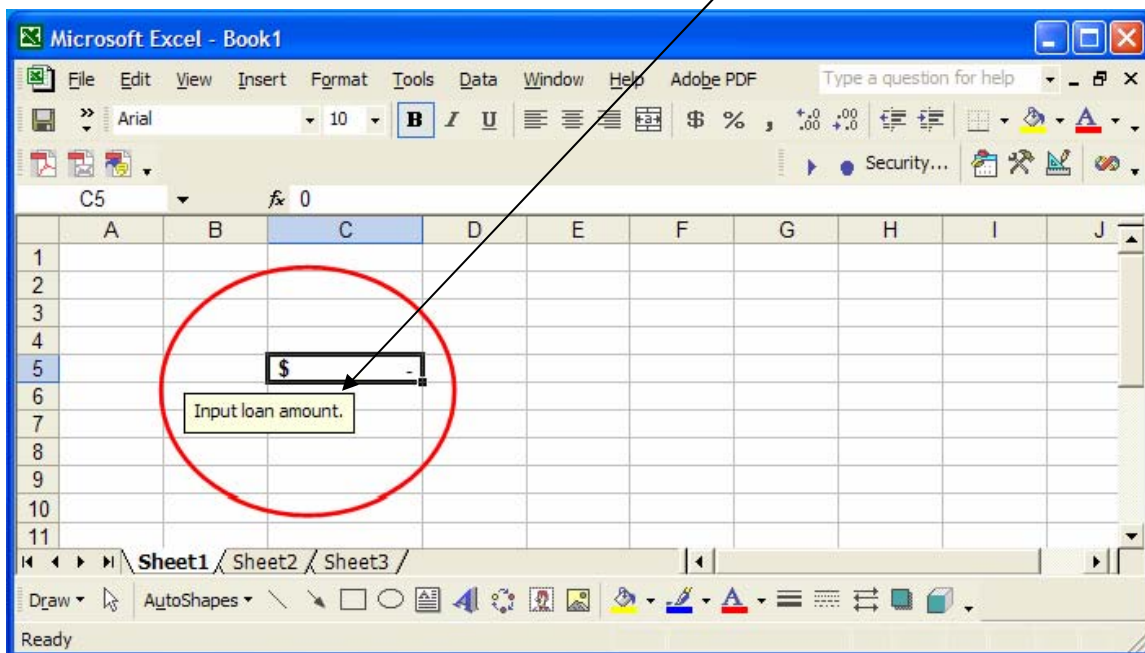 Microsoft Excel - Book1
File Edit View Insert Format Tools Data Window Help Adobe PDF Type a question for help
Arial 10 B I U $ % , .00 .00 A
Security...
C5 fx 0
A B C D E F G H I J
1
2
3
4
5 $ -
6
Input loan amount.
7
8
9
10
11
Sheet1 Sheet2 Sheet3
Draw AutoShapes A A
Ready